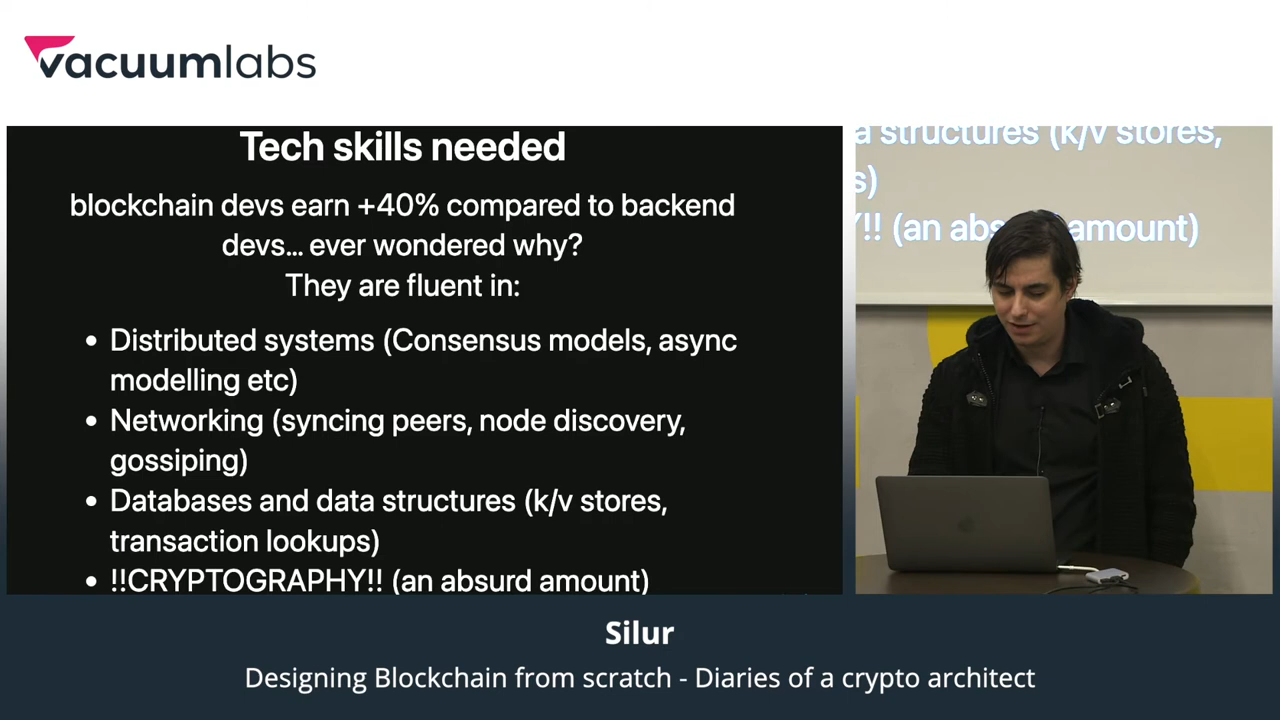 vacuumlabs
Tech skills needed
blockchain devs earn +40% compared to backend
devs... ever wondered why?
They are fluent in:
• Distributed systems (Consensus models, async
modelling etc)
• Networking (syncing peers, node discovery,
gossiping)
• Databases and data structures (k/v stores,
transaction lookups)
• !!CRYPTOGRAPHY!! (an absurd amount)
a structures (k/v stores,
s)
!! (an abs amount)
Silur
Designing Blockchain from scratch - Diaries of a crypto architect